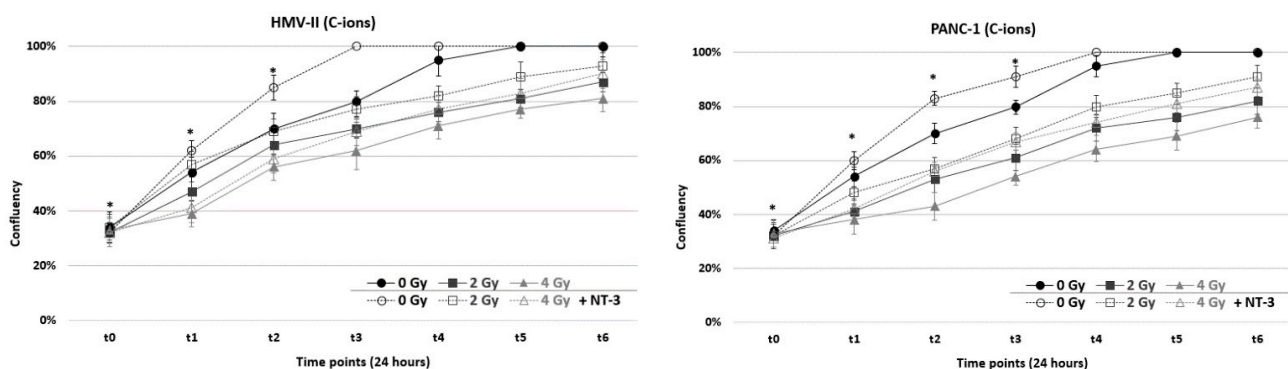 HMV-II (C-ions)
100%
*
80%
*
60%
*
40%
20%
0%
Confluency
0 Gy 2 Gy 4 Gy
0 Gy 2 Gy 4 Gy + NT-3
t0 t1 t2 t3 t4 t5 t6
Time points (24 hours)
PANC-1 (C-ions)
100%
*
*
80%
*
60%
40%
*
20%
0%
Confluency
0 Gy 2 Gy 4 Gy
0 Gy 2 Gy 4 Gy + NT-3
t0 t1 t2 t3 t4 t5 t6
Time points (24 hours)